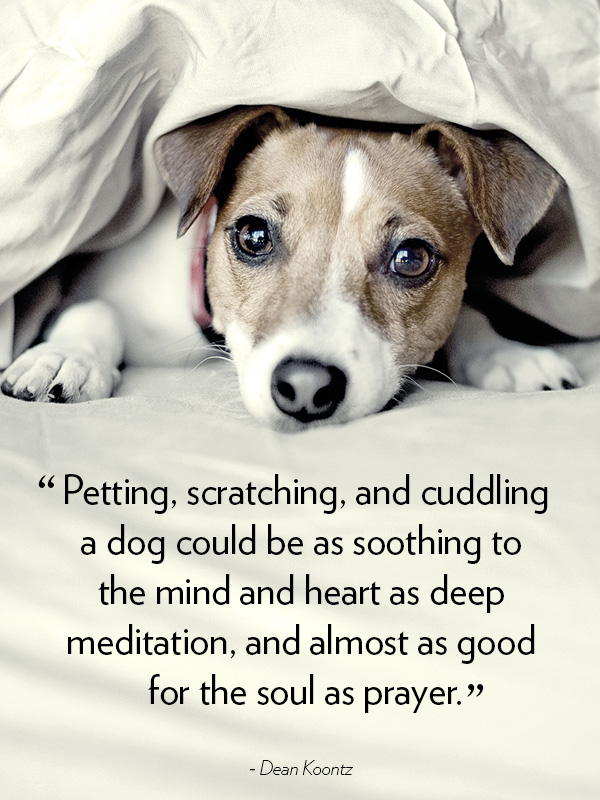 “Petting, scratching, and cuddling
a dog could be as soothing to
the mind and heart as deep
meditation, and almost as good
for the soul as prayer.”
- Dean Koontz